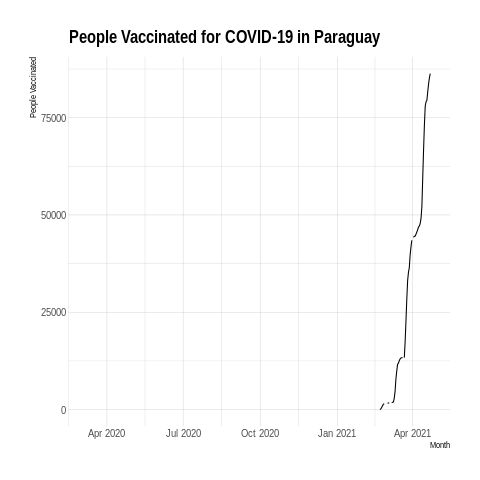 People Vaccinated for COVID-19 in Paraguay
People Vaccinated
75000
50000
25000
0
Apr 2020 Jul 2020 Oct 2020 Jan 2021 Apr 2021
Month